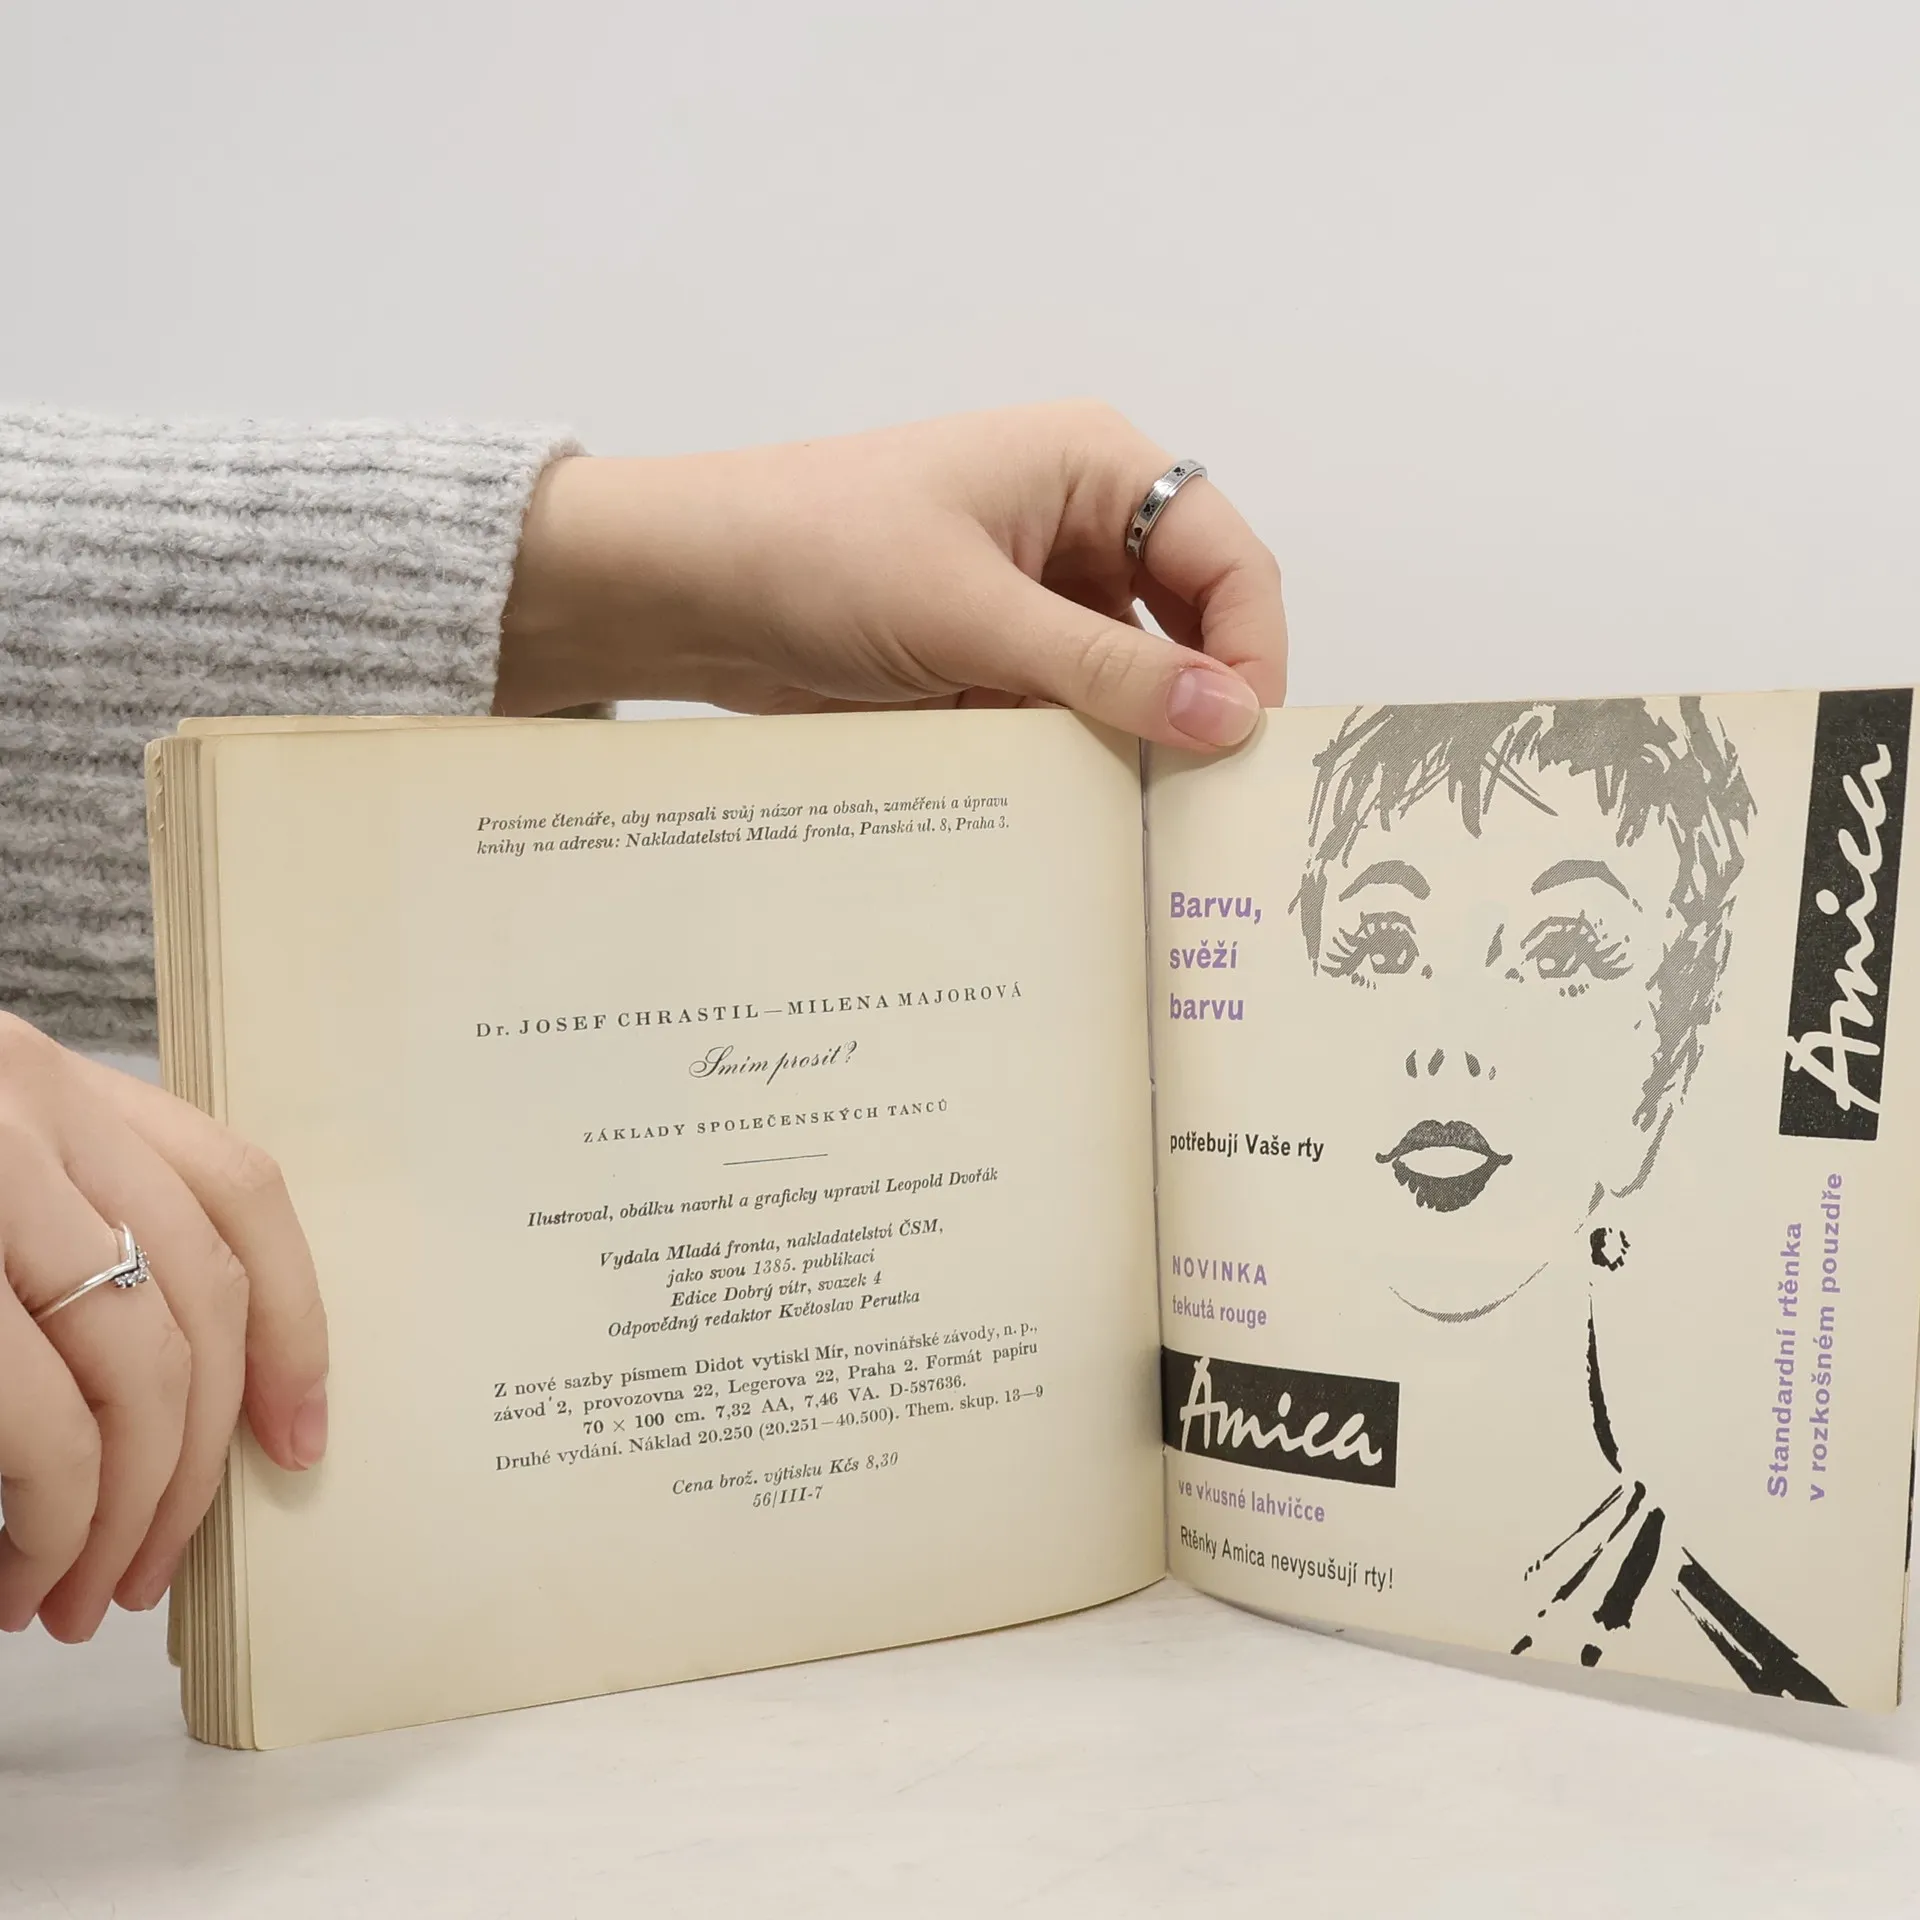 Prosíme čtenáře, aby napsali svůj názor na obsah, zaměření a úpravu
knihy na adresu: Nakladatelství Mladá fronta, Panská ul. 8, Praha 3.
Dr. JOSEF CHRASTIL — MILENA MAJOROVÁ
Smím prosit?
ZÁKLADY SPOLEČENSKÝCH TANCŮ
Ilustroval, obálku navrhl a graficky upravil Leopold Dvořák
Vydala Mladá fronta, nakladatelství ČSM,
jako svou 1385. publikaci
Edice Dobrý vítr, svazek 4
Odpovědný redaktor Květoslav Perutka
Z nové sazby písmem Didot vytiskl Mír, novinářské závody, n. p.,
závod 2, provozovna 22, Legerova 22, Praha 2. Formát papíru
70 × 100 cm. 7,32 AA, 7,46 VA. D-587636.
Druhé vydání. Náklad 20.250 (20.251—40.500). Them. skup. 13—9
Cena brož. výtisku Kčs 8,30
56/III-7
Barvu,
svěží
barvu
potřebují Vaše rty
NOVINKA
tekutá rouge
Amica
ve vkusné lahvičce
Rtěnky Amica nevysušují rty!
Amica
Standardní rtěnka
v rozkošném pouzdře